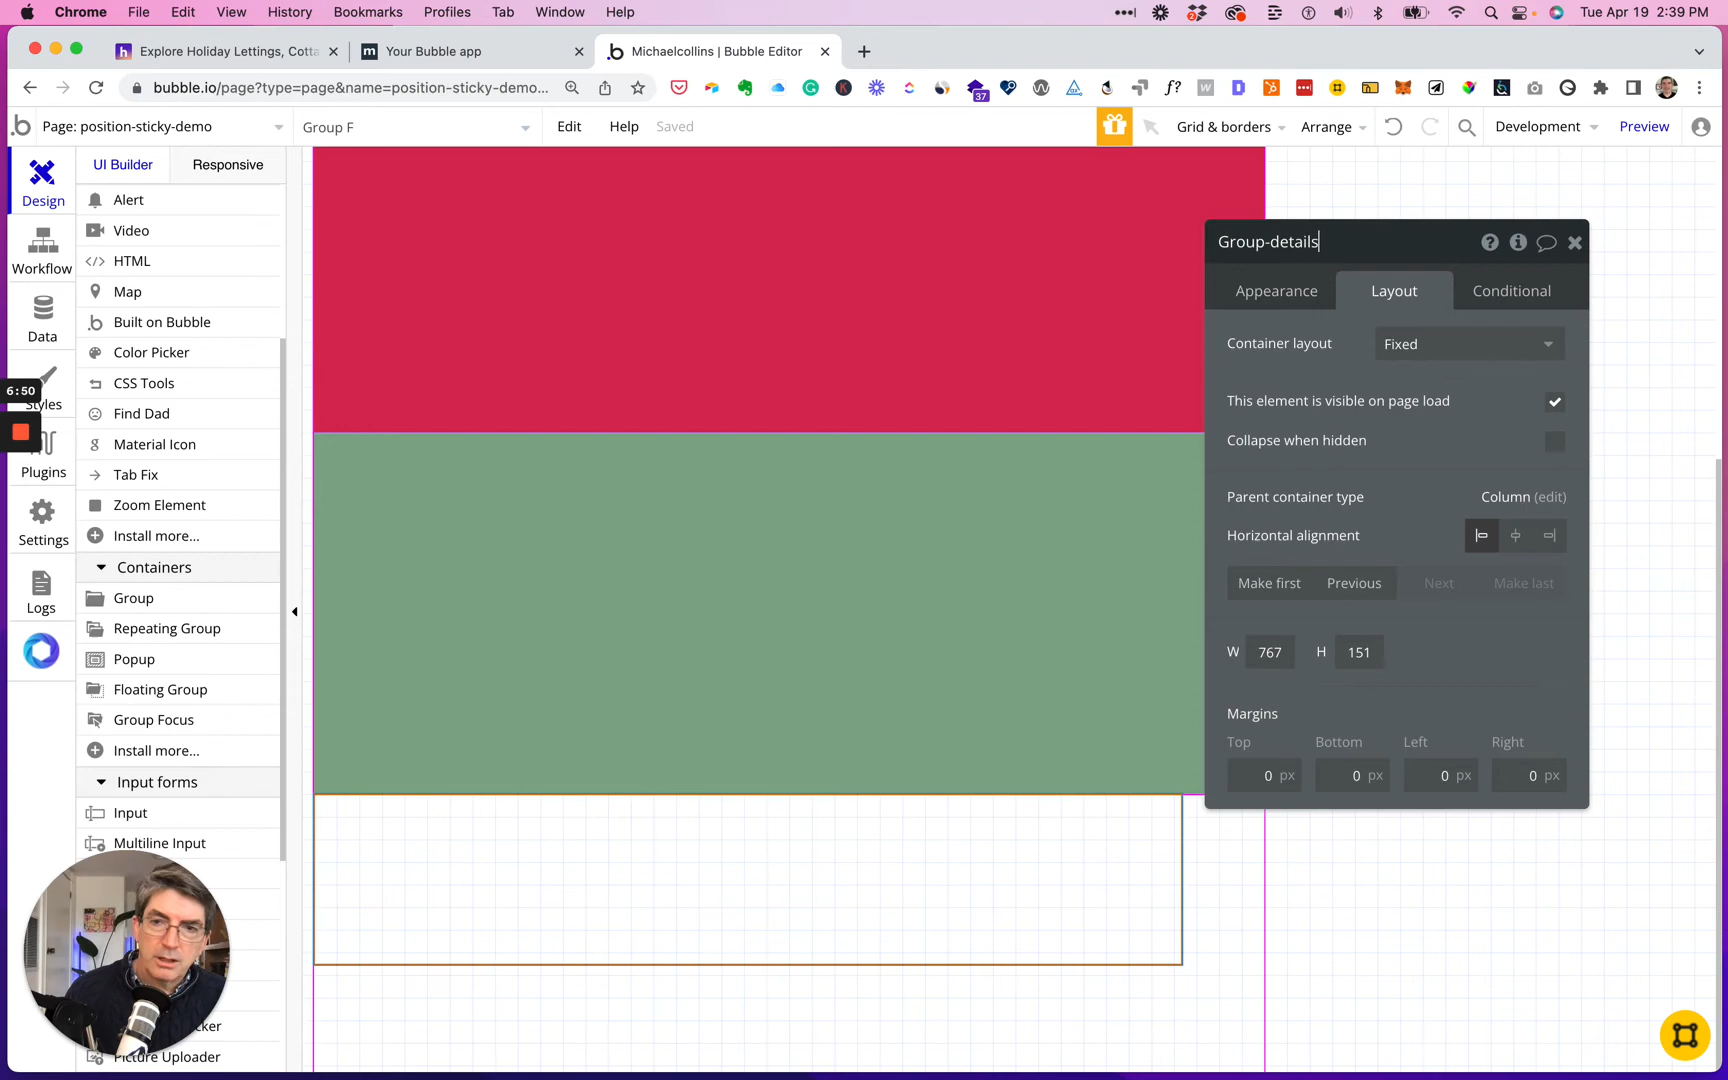 Chrome File Edit View History Bookmarks Profiles Tab Window Help Tue Apr 19 2:39 PM
Explore Holiday Lettings, Cotta
Your Bubble app
Michaelcollins | Bubble Editor
bubble.io/page?type=page&name=position-sticky-demo...
37
Page: position-sticky-demo
Group F
Edit Help Saved
Grid & borders Arrange Development Preview
Design
Workflow
Data
Styles
Plugins
Settings
Logs
6:50
UI Builder Responsive
Alert
Video
HTML
Map
Built on Bubble
Color Picker
CSS Tools
Find Dad
Material Icon
Tab Fix
Zoom Element
Install more...
Containers
Group
Repeating Group
Popup
Floating Group
Group Focus
Install more...
Input forms
Input
Multiline Input
Picture Uploader
Group-details
Appearance Layout Conditional
Container layout Fixed
This element is visible on page load
Collapse when hidden
Parent container type Column (edit)
Horizontal alignment
Make first Previous Next Make last
W 767 H 151
Margins
Top Bottom Left Right
0 px 0 px 0 px 0 px